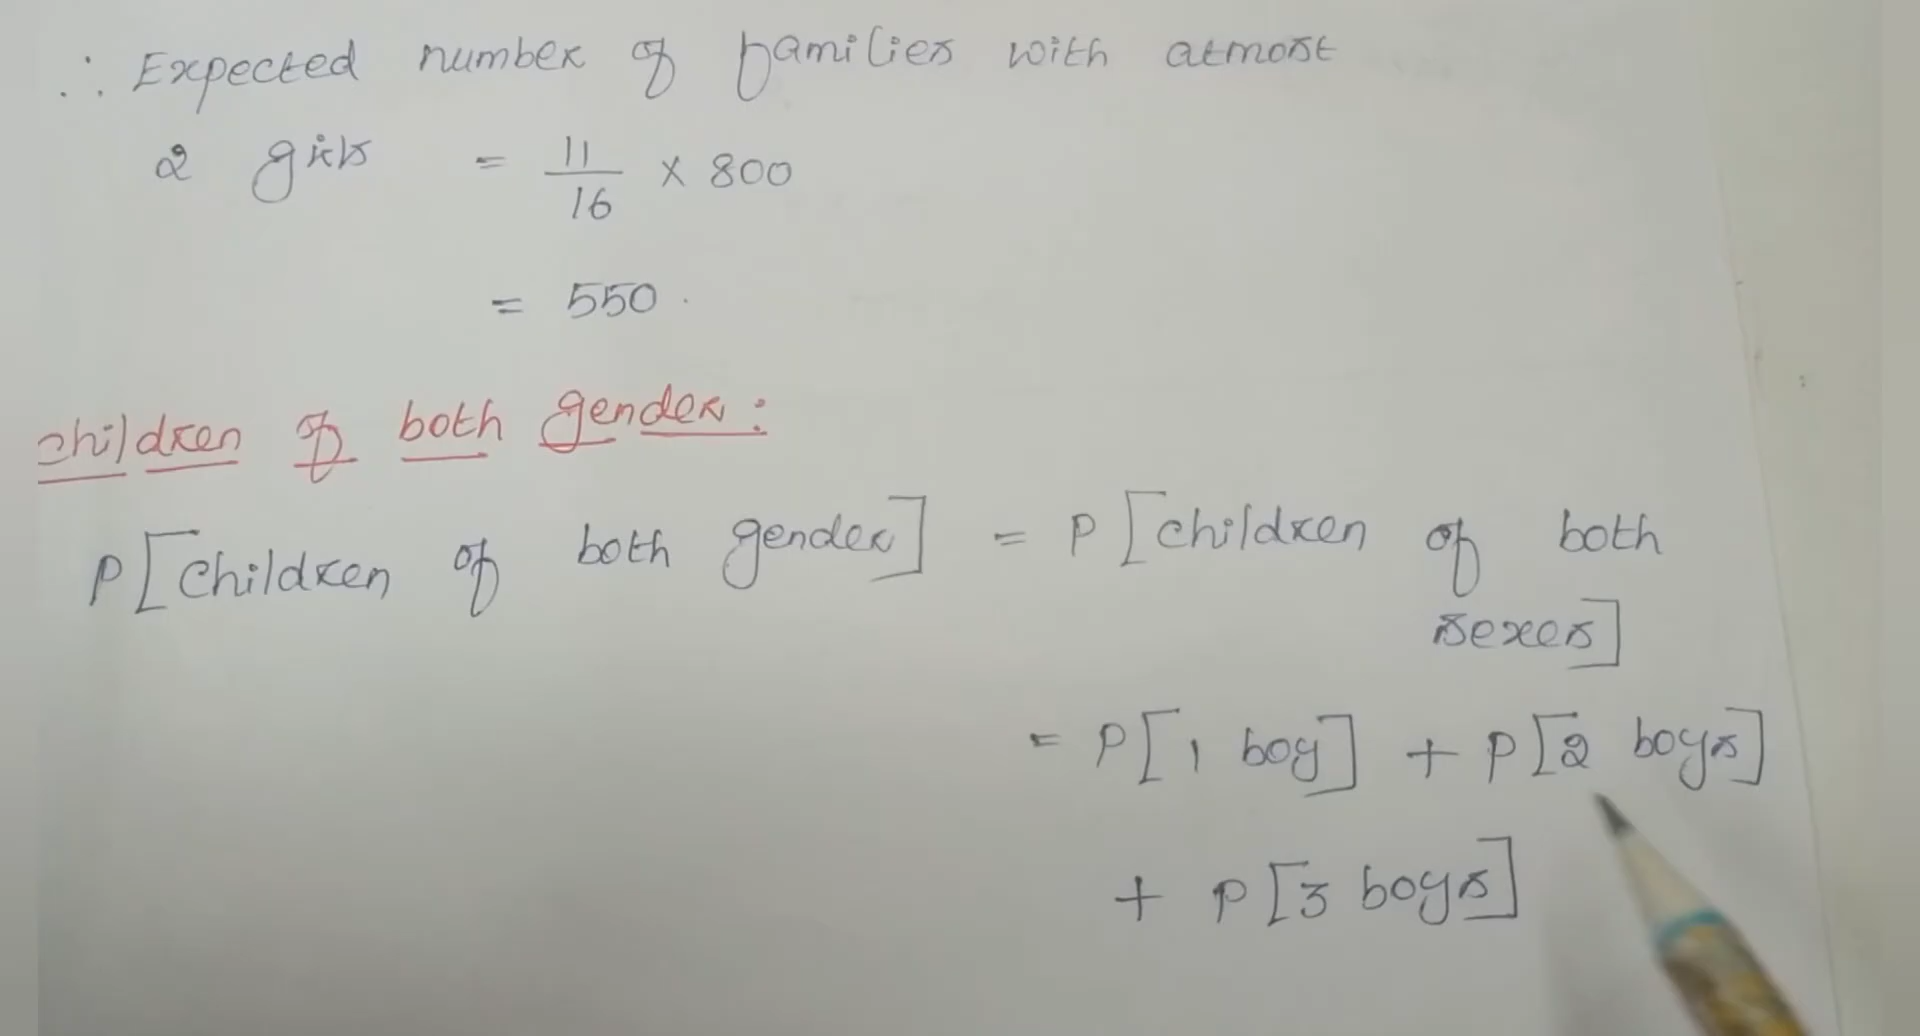 ∴ Expected number of families with atmost
2 girls = 11/16 × 800
= 550.
children of both gender:
P[children of both gender] = P[children of both
sexes]
= P[1 boy] + P[2 boys]
+ P[3 boys]